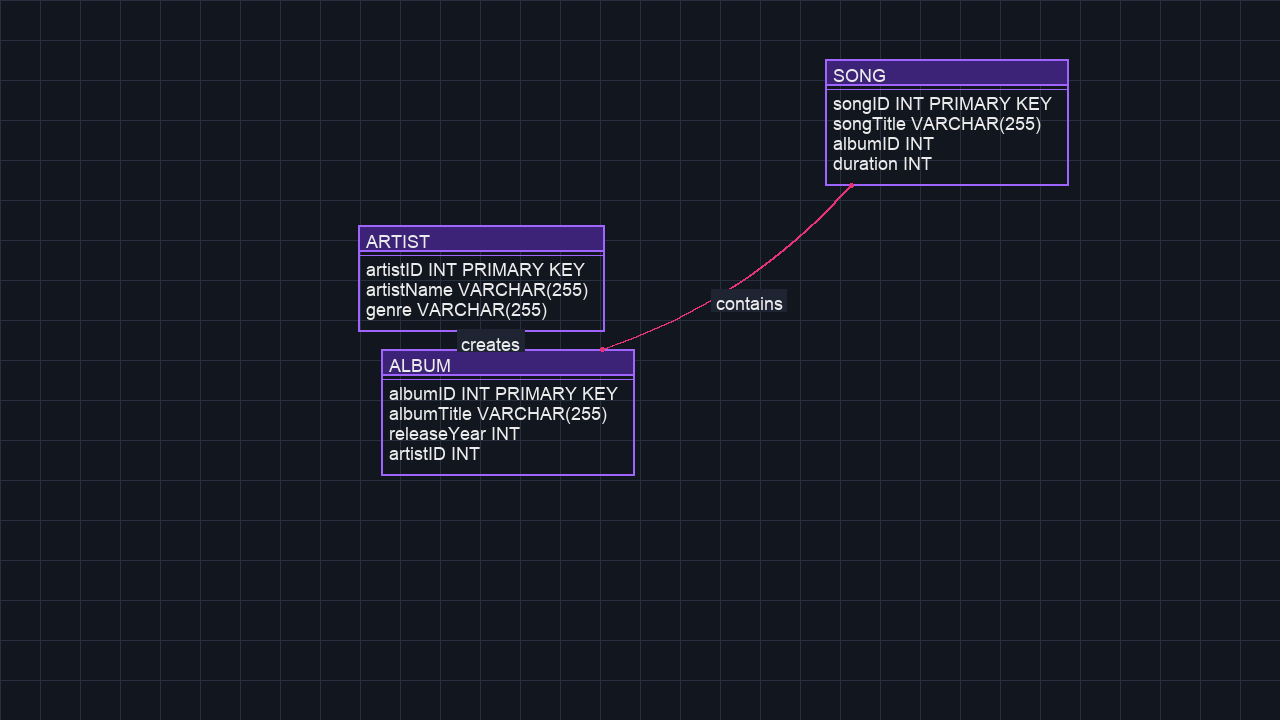 SONG
songID INT PRIMARY KEY
songTitle VARCHAR(255)
albumID INT
duration INT
ARTIST
artistID INT PRIMARY KEY
artistName VARCHAR(255)
genre VARCHAR(255)
contains
creates
ALBUM
albumID INT PRIMARY KEY
albumTitle VARCHAR(255)
releaseYear INT
artistID INT